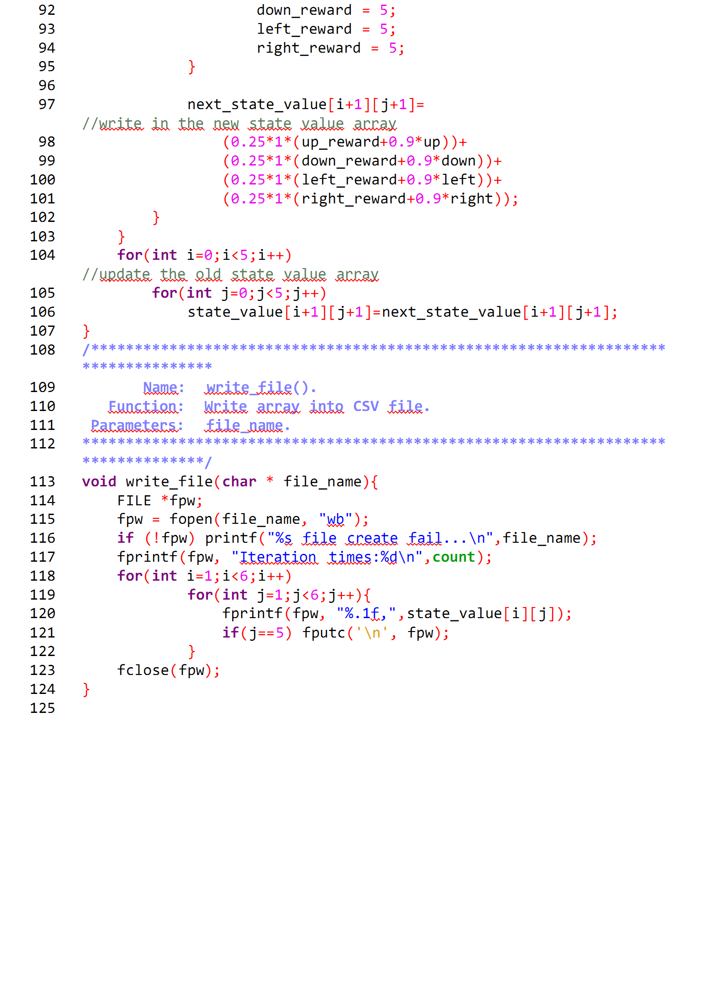 92 down_reward = 5;
93 left_reward = 5;
94 right_reward = 5;
95 }
96
97 next_state_value[i+1][j+1]=
//write in the new state value array
98 (0.25*1*(up_reward+0.9*up))+
99 (0.25*1*(down_reward+0.9*down))+
100 (0.25*1*(left_reward+0.9*left))+
101 (0.25*1*(right_reward+0.9*right));
102 }
103 }
104 for(int i=0;i<5;i++)
//update the old state value array
105 for(int j=0;j<5;j++)
106 state_value[i+1][j+1]=next_state_value[i+1][j+1];
107 }
108 /******************************************************************
***************
109 Name: write_file().
110 Function: Write array into CSV file.
111 Parameters: file_name.
112 *******************************************************************
**************/
113 void write_file(char * file_name){
114 FILE *fpw;
115 fpw = fopen(file_name, "wb");
116 if (!fpw) printf("%s file create fail...\n",file_name);
117 fprintf(fpw, "Iteration times:%d\n",count);
118 for(int i=1;i<6;i++)
119 for(int j=1;j<6;j++){
120 fprintf(fpw, "%.1f,",state_value[i][j]);
121 if(j==5) fputc('\n', fpw);
122 }
123 fclose(fpw);
124 }
125